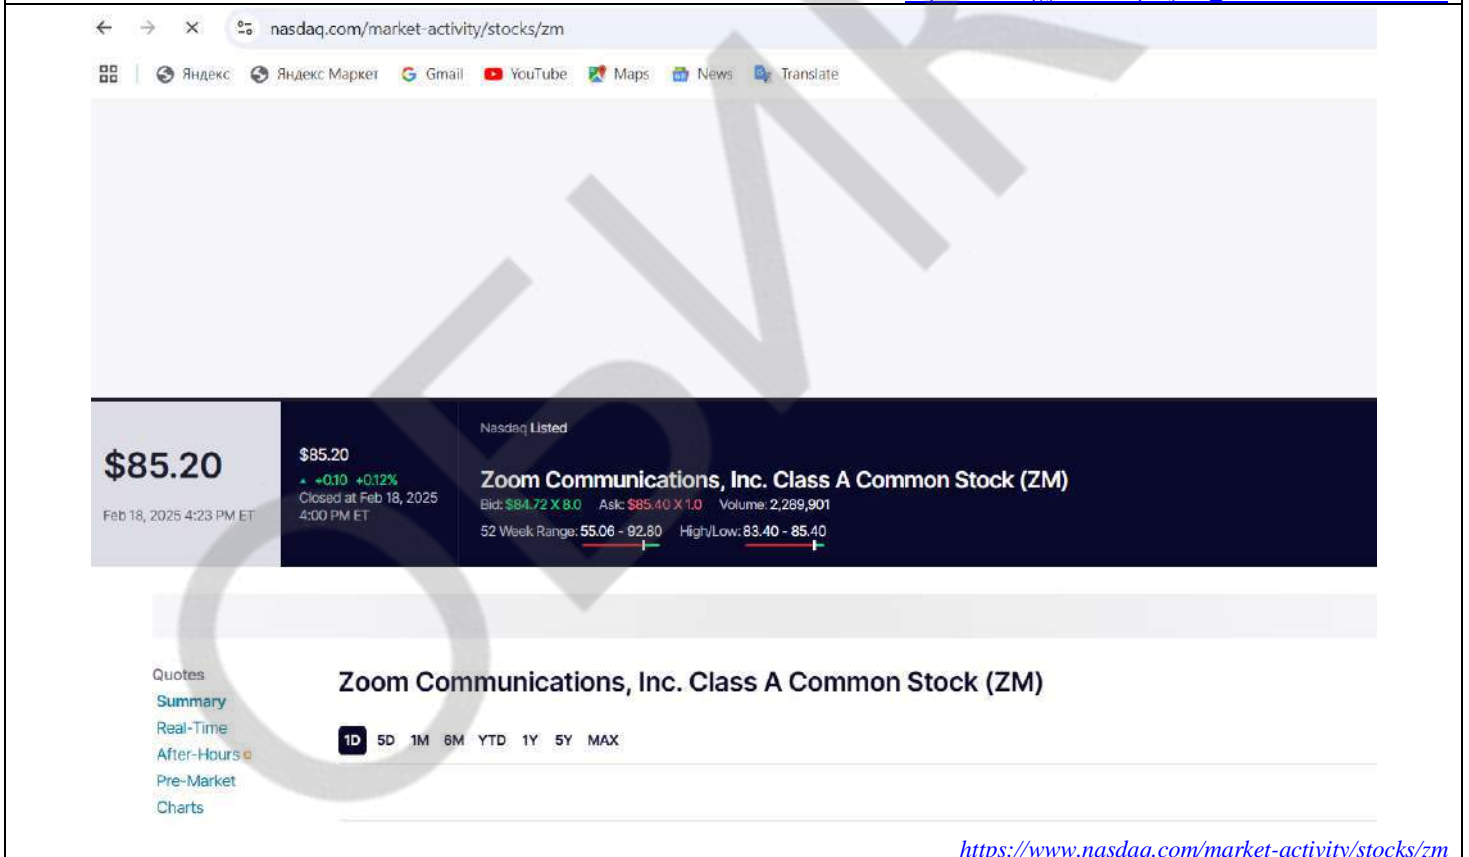 nasdaq.com/market-activity/stocks/zm
Яндекс Яндекс Маркет Gmail YouTube Maps News Translate
$85.20
Feb 18, 2025 4:23 PM ET
$85.20
+0.10 +0.12%
Closed at Feb 18, 2025
4:00 PM ET
Nasdaq Listed
Zoom Communications, Inc. Class A Common Stock (ZM)
Bid: $84.72 X 8.0 Ask: $85.40 X 1.0 Volume: 2,289,901
52 Week Range: 55.06 - 92.80 High/Low: 83.40 - 85.40
Quotes
Summary
Real-Time
After-Hours
Pre-Market
Charts
Zoom Communications, Inc. Class A Common Stock (ZM)
1D 5D 1M 6M YTD 1Y 5Y MAX
https://www.nasdaq.com/market-activity/stocks/zm
ОБИК